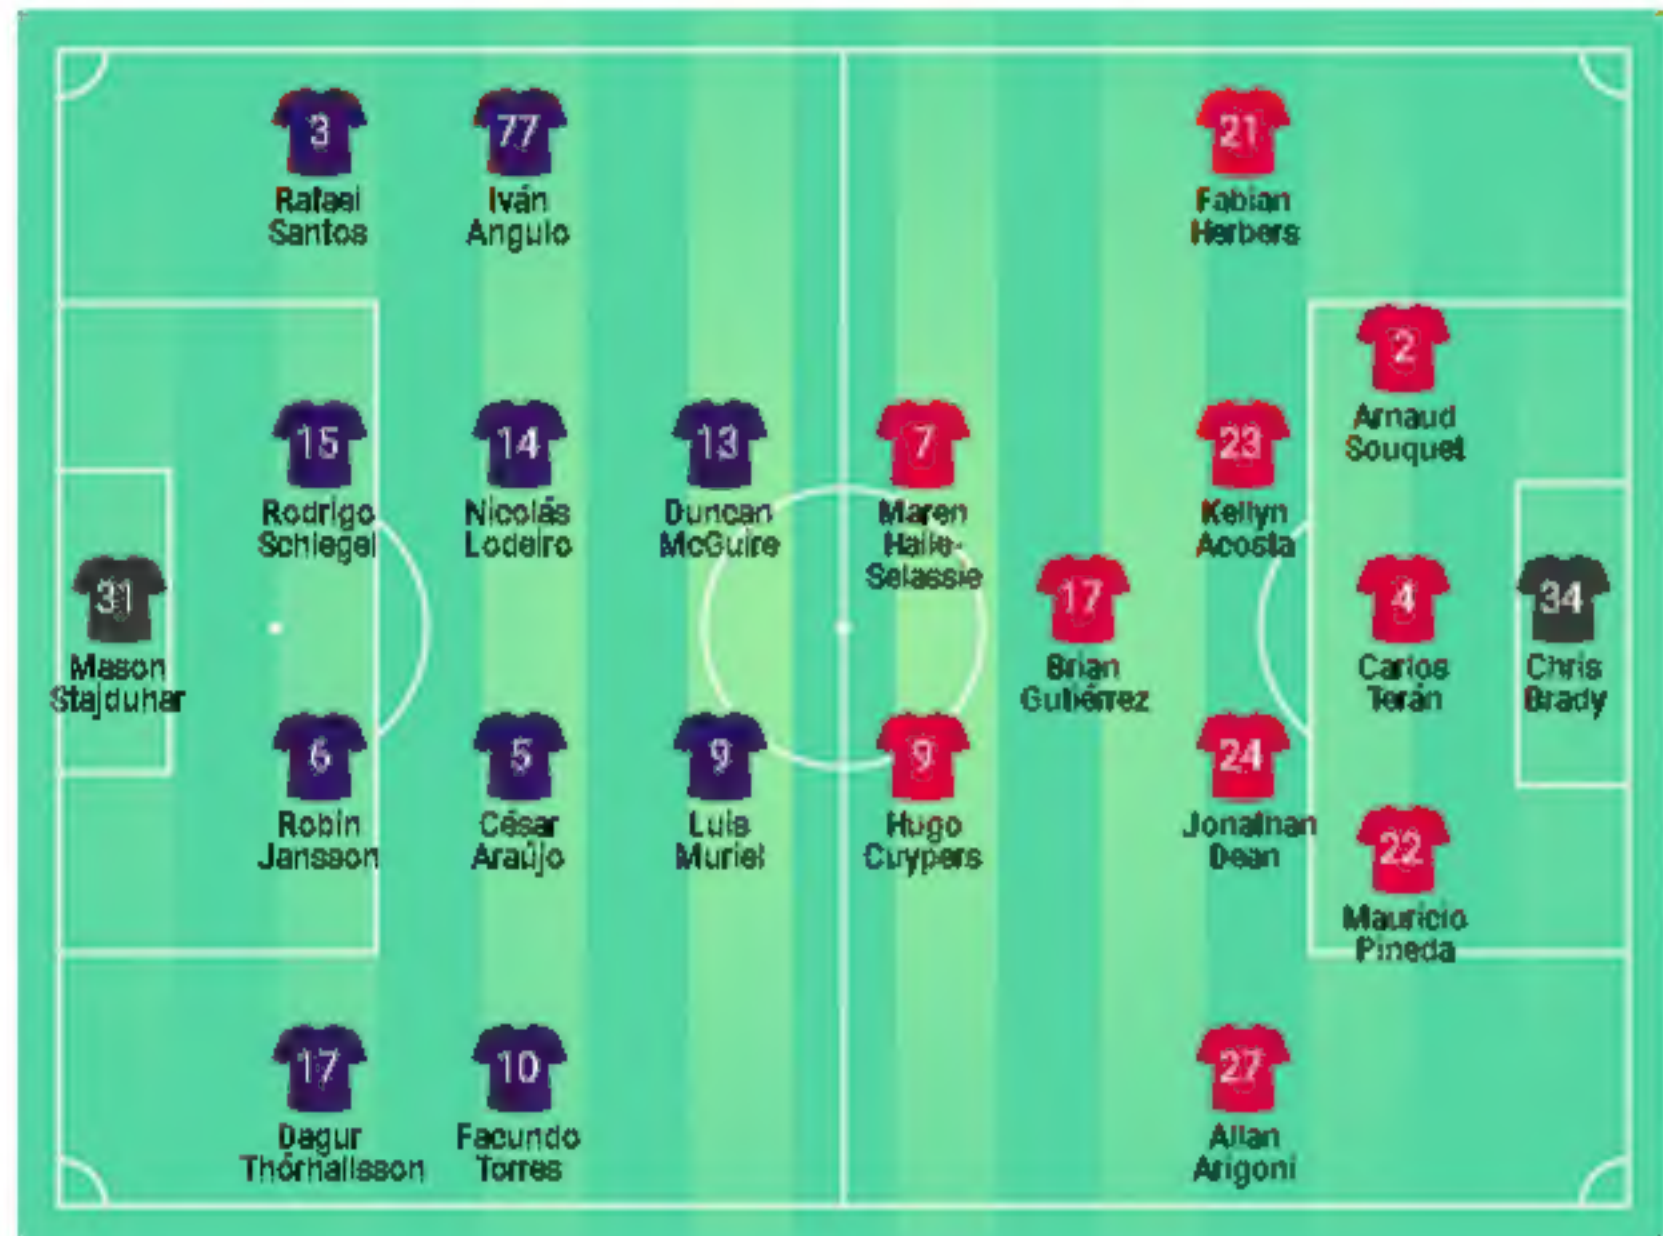 3
Rafael
Santos
77
Iván
Angulo
21
Fabian
Herbers
2
Arnaud
Souquet
15
Rodrigo
Schlegel
14
Nicolás
Lodeiro
13
Duncan
McGuire
7
Maren
Haile-
Selassie
23
Kellyn
Acosta
31
Mason
Stajduhar
17
Brian
Gutiérrez
4
Carlos
Terán
34
Chris
Brady
6
Robin
Jansson
5
César
Araújo
9
Luis
Muriel
9
Hugo
Cuypers
24
Jonathan
Dean
22
Mauricio
Pineda
17
Dagur
Thórhallsson
10
Facundo
Torres
27
Allan
Arigoni